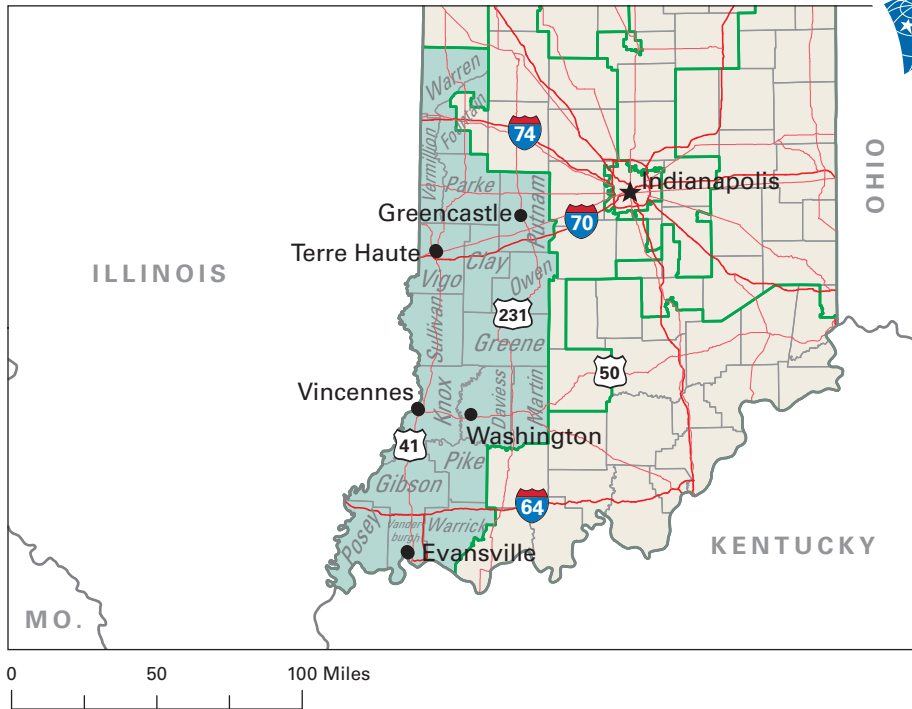 Warren
Fountain
74
Vermillion
Parke
Putnam
Indianapolis
OHIO
Greencastle
70
Terre Haute
Clay
ILLINOIS
Vigo
Owen
231
Sullivan
Greene
50
Vincennes
Knox
Daviess
Martin
Washington
41
Pike
Gibson
64
Posey
Vander-
burgh
Warrick
Evansville
KENTUCKY
MO.
0 50 100 Miles